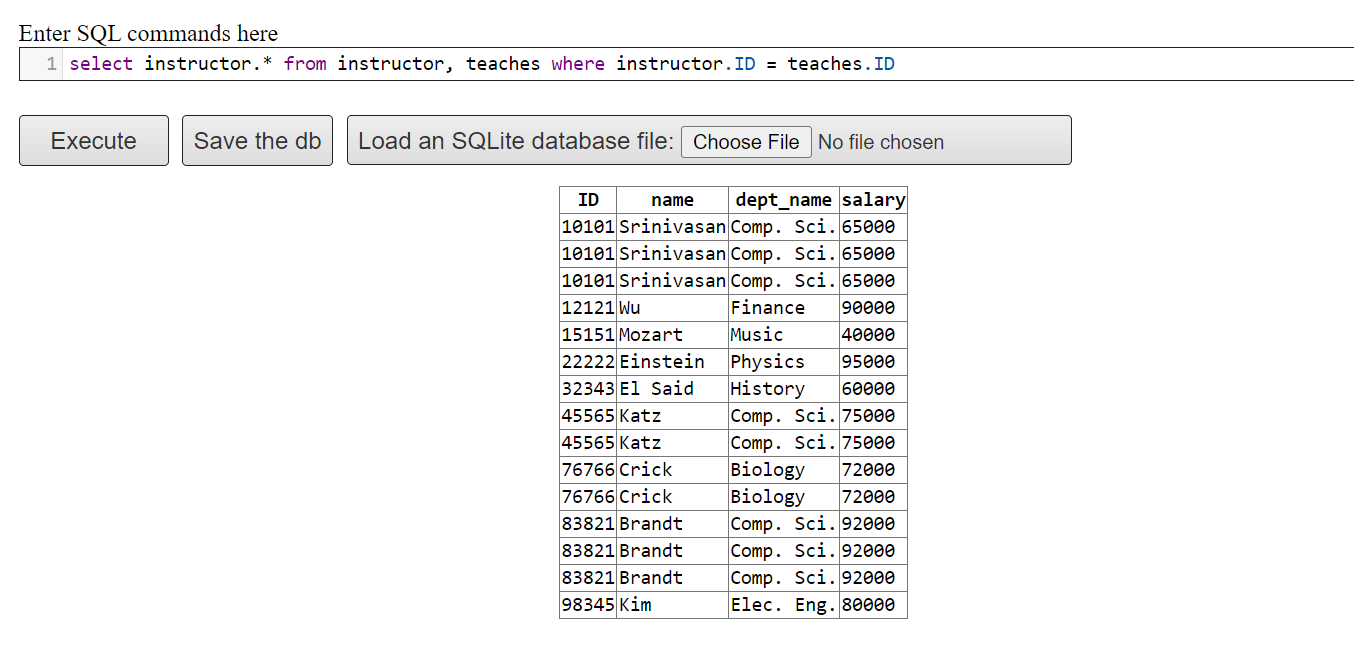 Enter SQL commands here
1 select instructor.* from instructor, teaches where instructor.ID = teaches.ID
Execute Save the db Load an SQLite database file: Choose File No file chosen
ID name dept_name salary
10101 Srinivasan Comp. Sci. 65000
10101 Srinivasan Comp. Sci. 65000
10101 Srinivasan Comp. Sci. 65000
12121 Wu Finance 90000
15151 Mozart Music 40000
22222 Einstein Physics 95000
32343 El Said History 60000
45565 Katz Comp. Sci. 75000
45565 Katz Comp. Sci. 75000
76766 Crick Biology 72000
76766 Crick Biology 72000
83821 Brandt Comp. Sci. 92000
83821 Brandt Comp. Sci. 92000
83821 Brandt Comp. Sci. 92000
98345 Kim Elec. Eng. 80000